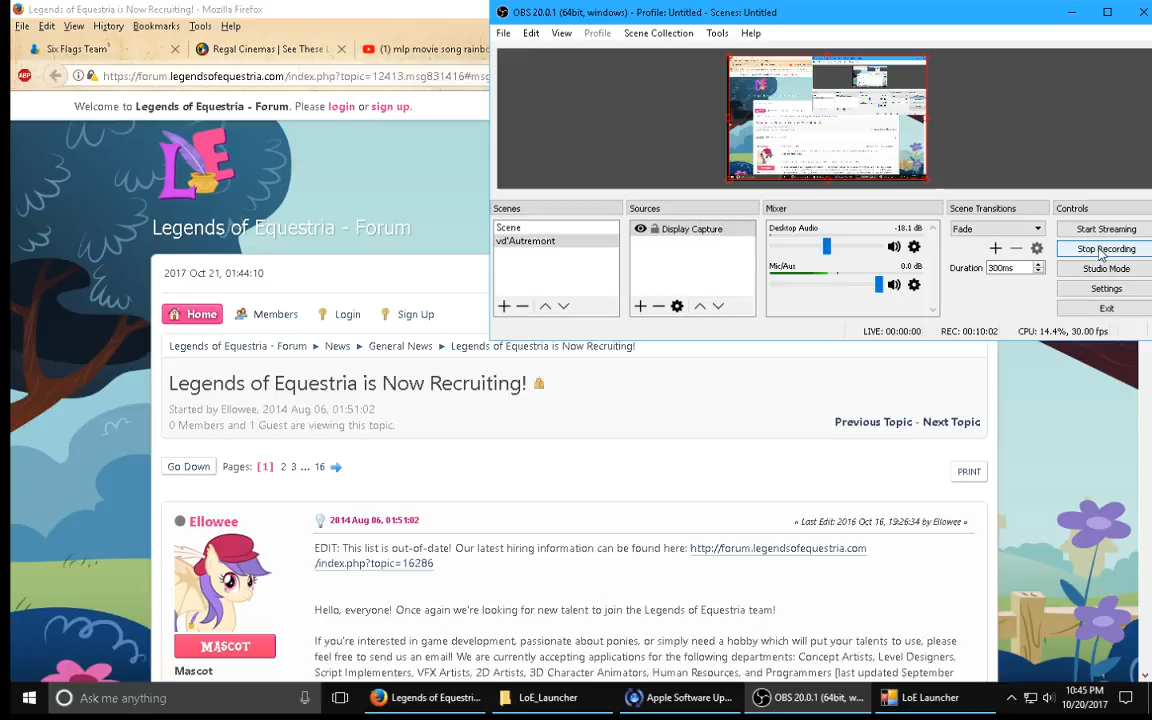 Legends of Equestria is Now Recruiting! - Mozilla Firefox
File Edit View History Bookmarks Tools Help
Six Flags Team
Regal Cinemas | See These
(1) mlp movie song rainbo
ABP
https://forum.legendsofequestria.com/index.php?topic=12413.msg831416#ms
Welcome to Legends of Equestria - Forum. Please login or sign up.
LE
Legends of Equestria - Forum
2017 Oct 21, 01:44:10
Home Members Login Sign Up
Legends of Equestria - Forum News General News Legends of Equestria is Now Recruiting!
Legends of Equestria is Now Recruiting!
Started by Ellowee, 2014 Aug 06, 01:51:02
0 Members and 1 Guest are viewing this topic.
Previous Topic - Next Topic
Go Down Pages: [1] 2 3 ... 16
PRINT
Ellowee
MASCOT
Mascot
2014 Aug 06, 01:51:02
« Last Edit: 2016 Oct 16, 19:26:34 by Ellowee »
EDIT: This list is out-of-date! Our latest hiring information can be found here: http://forum.legendsofequestria.com
/index.php?topic=16286
Hello, everyone! Once again we're looking for new talent to join the Legends of Equestria team!
If you're interested in game development, passionate about ponies, or simply need a hobby which will put your talents to use, please
feel free to send us an email! We are currently accepting applications for the following departments: Concept Artists, Level Designers,
Script Implementers, VFX Artists, 2D Artists, 3D Character Animators, Human Resources, and Programmers [last updated September
OBS 20.0.1 (64bit, windows) - Profile: Untitled - Scenes: Untitled
File Edit View Profile Scene Collection Tools Help
Scenes
Scene
vd'Autremont
Sources
Display Capture
Mixer
Desktop Audio -18.1 dB
Mic/Aux 0.0 dB
Scene Transitions
Fade
Duration 300ms
Controls
Start Streaming
Stop Recording
Studio Mode
Settings
Exit
LIVE: 00:00:00 REC: 00:10:02 CPU: 14.4%, 30.00 fps
Ask me anything
Legends of Equestri...
LoE_Launcher
Apple Software Up...
OBS 20.0.1 (64bit, w...
LoE Launcher
10:45 PM
10/20/2017